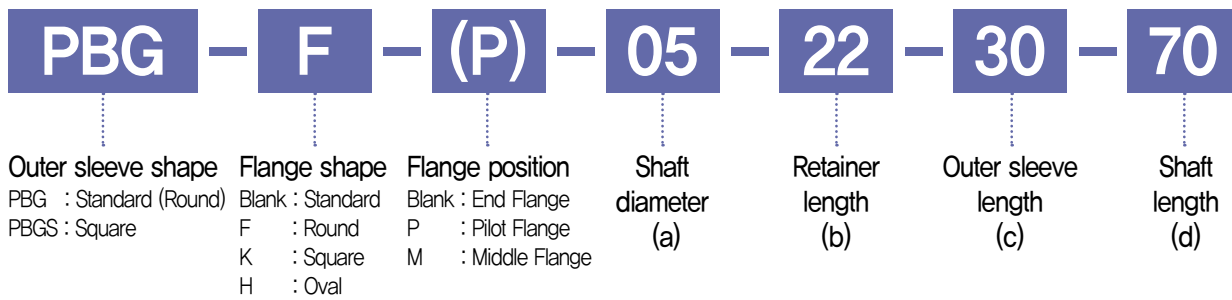 PBG – F – (P) – 05 – 22 – 30 – 70
Outer sleeve shape
PBG : Standard (Round)
PBGS : Square
Flange shape
Blank : Standard
F : Round
K : Square
H : Oval
Flange position
Blank : End Flange
P : Pilot Flange
M : Middle Flange
Shaft
diameter
(a)
Retainer
length
(b)
Outer sleeve
length
(c)
Shaft
length
(d)